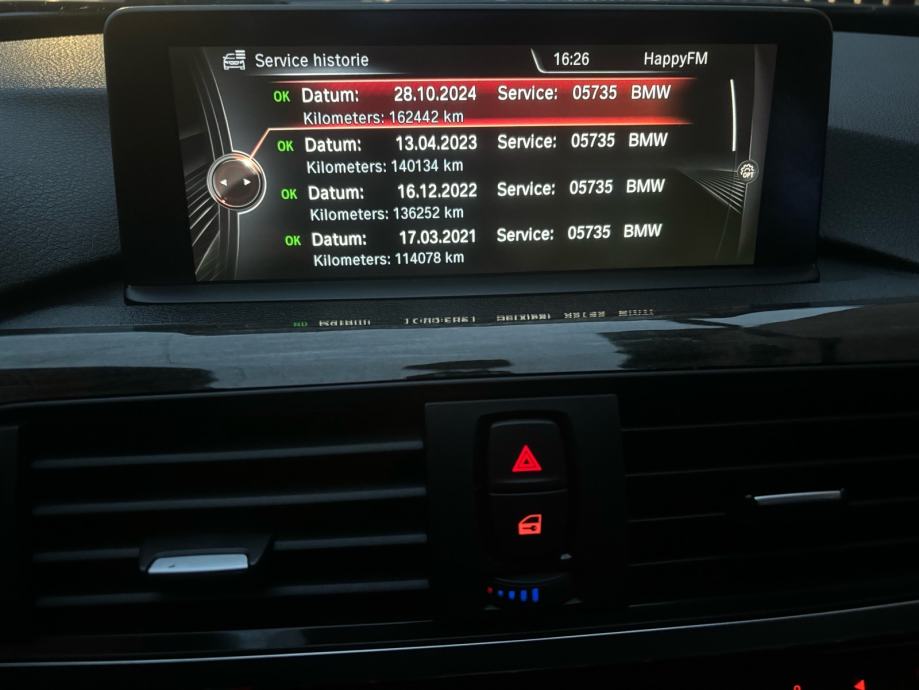 Service historie 16:26 HappyFM
OK Datum: 28.10.2024 Service: 05735 BMW
Kilometers: 162442 km
OK Datum: 13.04.2023 Service: 05735 BMW
Kilometers: 140134 km
OK Datum: 16.12.2022 Service: 05735 BMW
Kilometers: 136252 km
OK Datum: 17.03.2021 Service: 05735 BMW
Kilometers: 114078 km
OFF